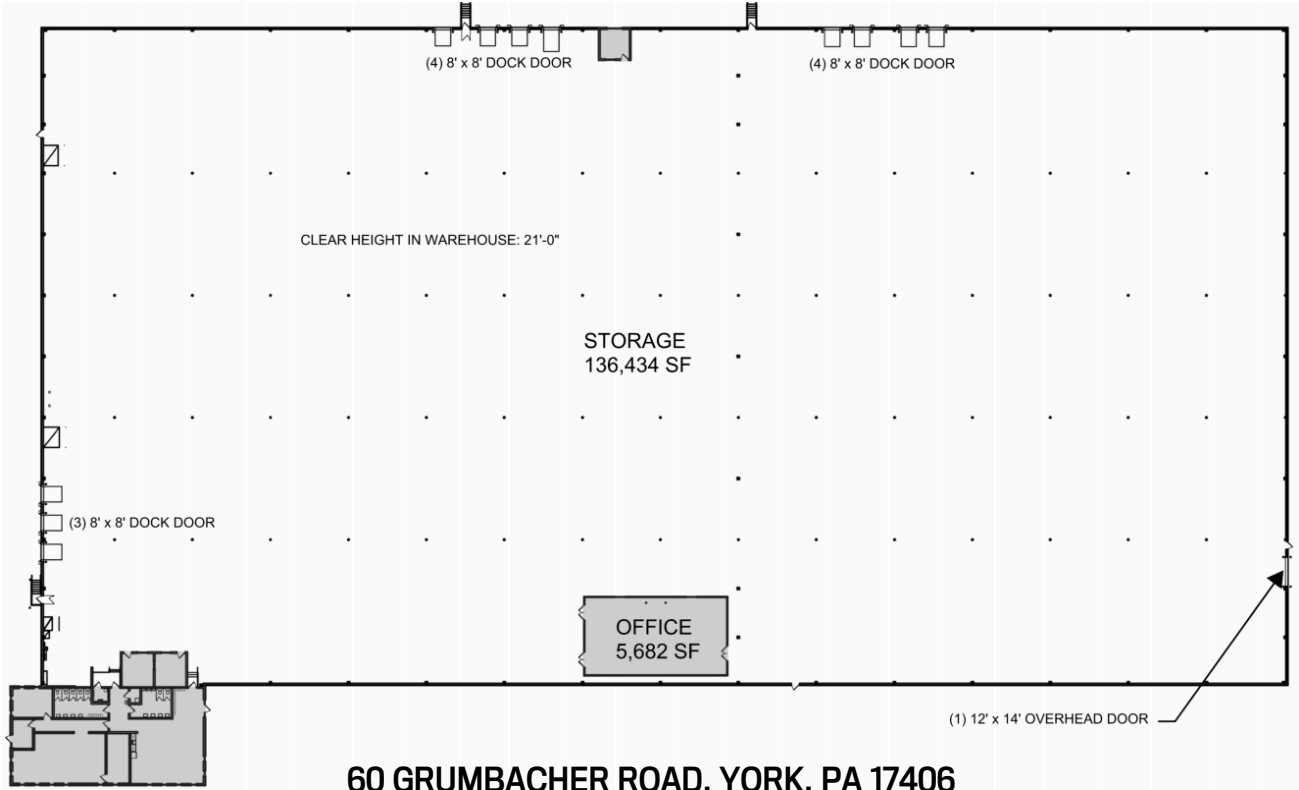 (4) 8' x 8' DOCK DOOR
(4) 8' x 8' DOCK DOOR
CLEAR HEIGHT IN WAREHOUSE: 21'-0"
STORAGE
136,434 SF
(3) 8' x 8' DOCK DOOR
OFFICE
5,682 SF
(1) 12' x 14' OVERHEAD DOOR
60 GRUMBACHER ROAD, YORK, PA 17406